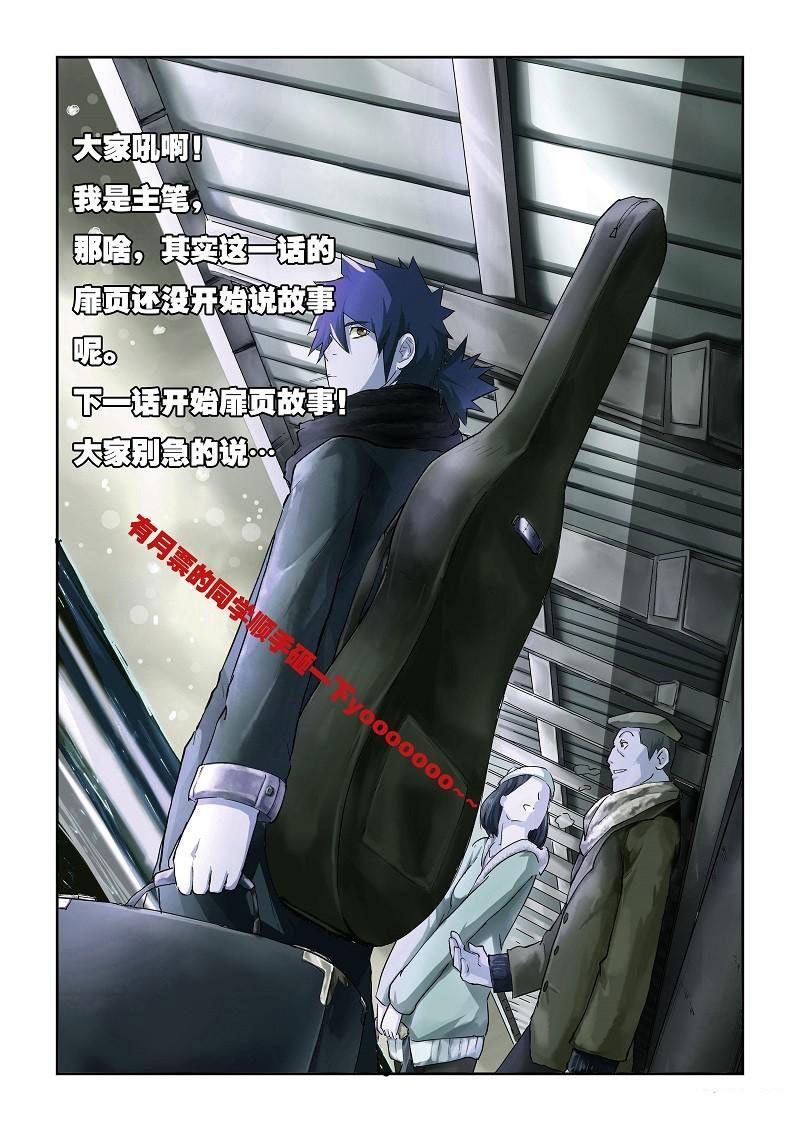 大家吼啊！
我是主笔，
那啥，其实这一话的
扉页还没开始说故事
呢。
下一话开始扉页故事！
大家别急的说…
有月票的同学顺手砸一下yooooooo~~